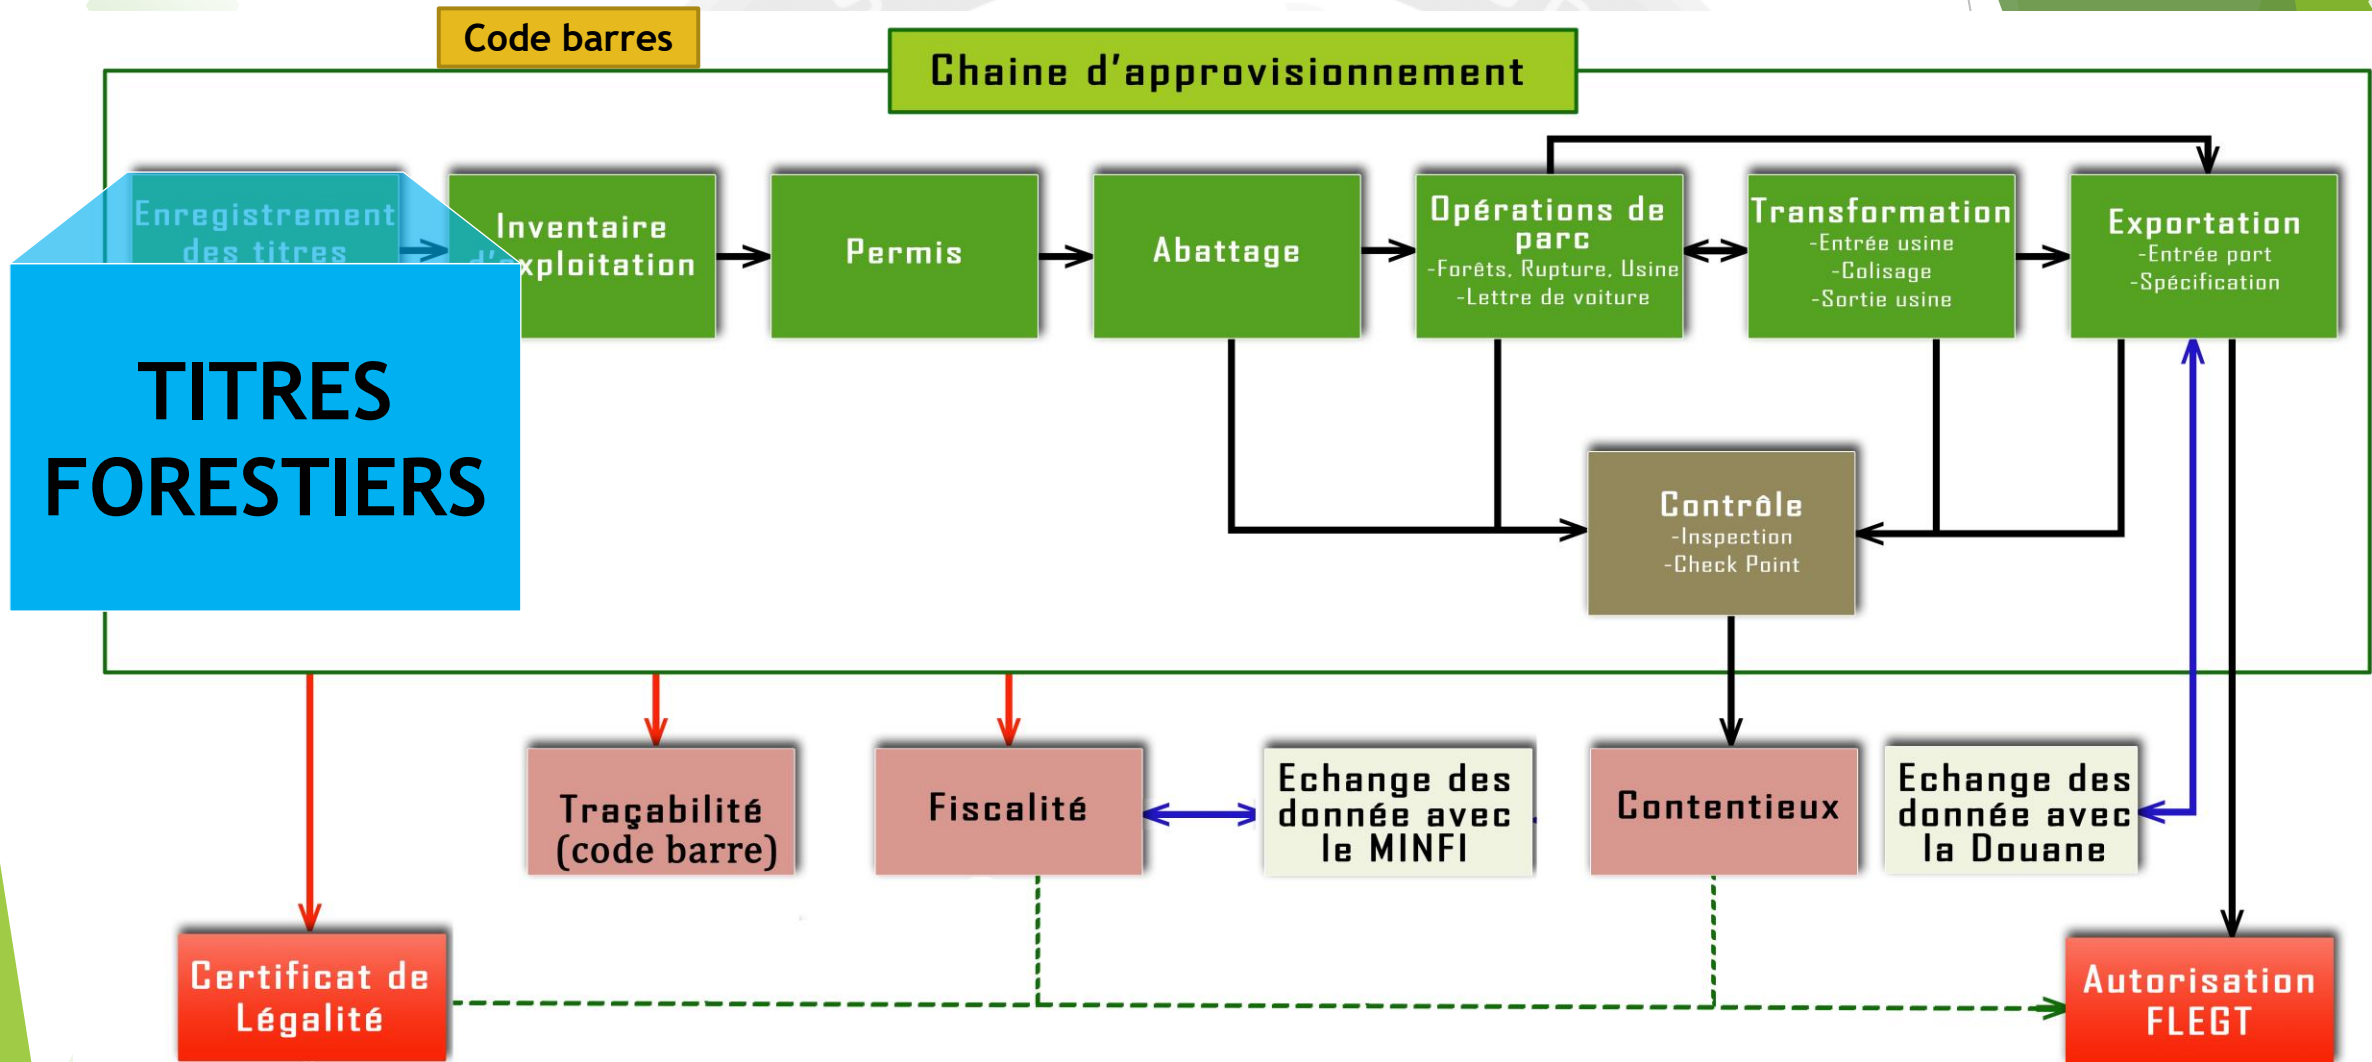 Code barres
Chaine d'approvisionnement
Enregistrement
des titres
Inventaire
d'exploitation
Permis
Abattage
Opérations de
parc
-Forêts, Rupture, Usine
-Lettre de voiture
Transformation
-Entrée usine
-Colisage
-Sortie usine
Exportation
-Entrée port
-Spécification
TITRES
FORESTIERS
Contrôle
-Inspection
-Check Point
Traçabilité
(code barre)
Fiscalité
Echange des
donnée avec
le MINFI
Contentieux
Echange des
donnée avec
la Douane
Certificat de
Légalité
Autorisation
FLEGT